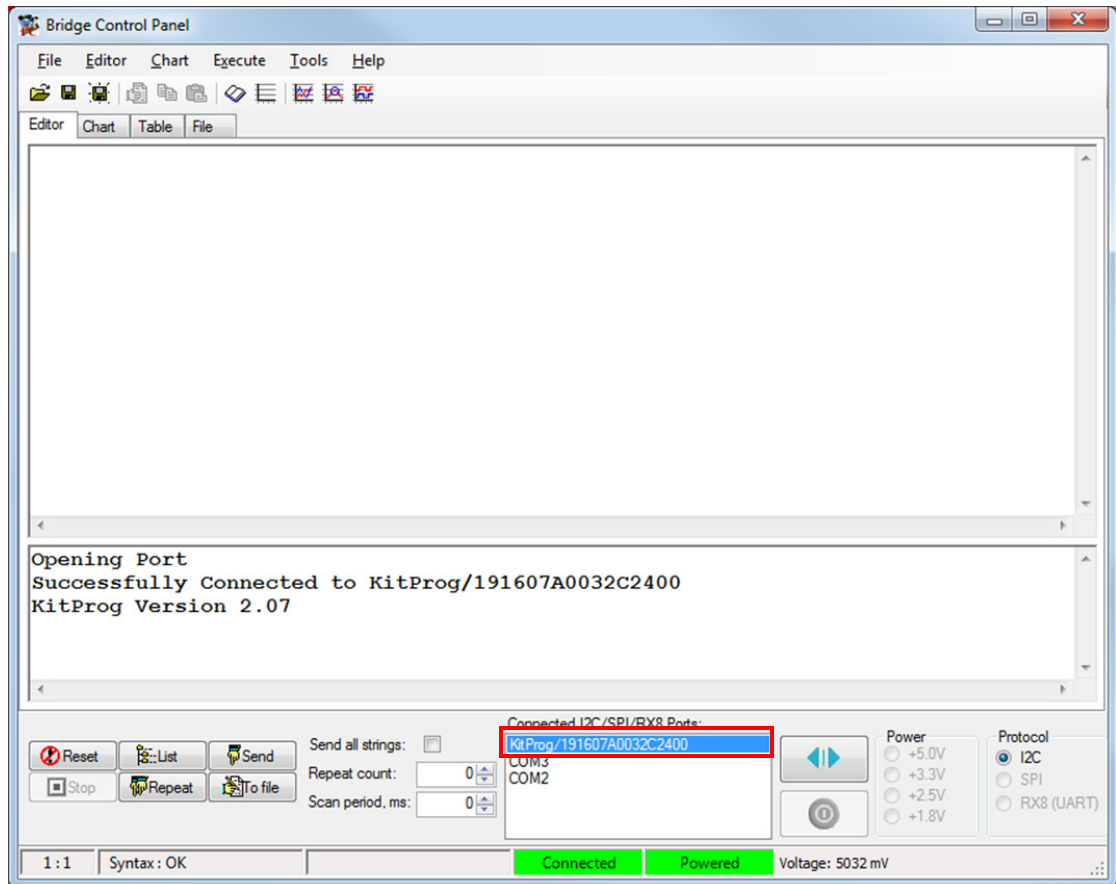 Bridge Control Panel
File Editor Chart Execute Tools Help
Editor Chart Table File
Opening Port
Successfully Connected to KitProg/191607A0032C2400
KitProg Version 2.07
Connected I2C/SPI/RX8 Ports:
KitProg/191607A0032C2400
COM3
COM2
Reset List Send
Stop Repeat To file
Send all strings:
Repeat count: 0
Scan period, ms: 0
Power
+5.0V
+3.3V
+2.5V
+1.8V
Protocol
I2C
SPI
RX8 (UART)
1:1 Syntax : OK Connected Powered Voltage: 5032 mV